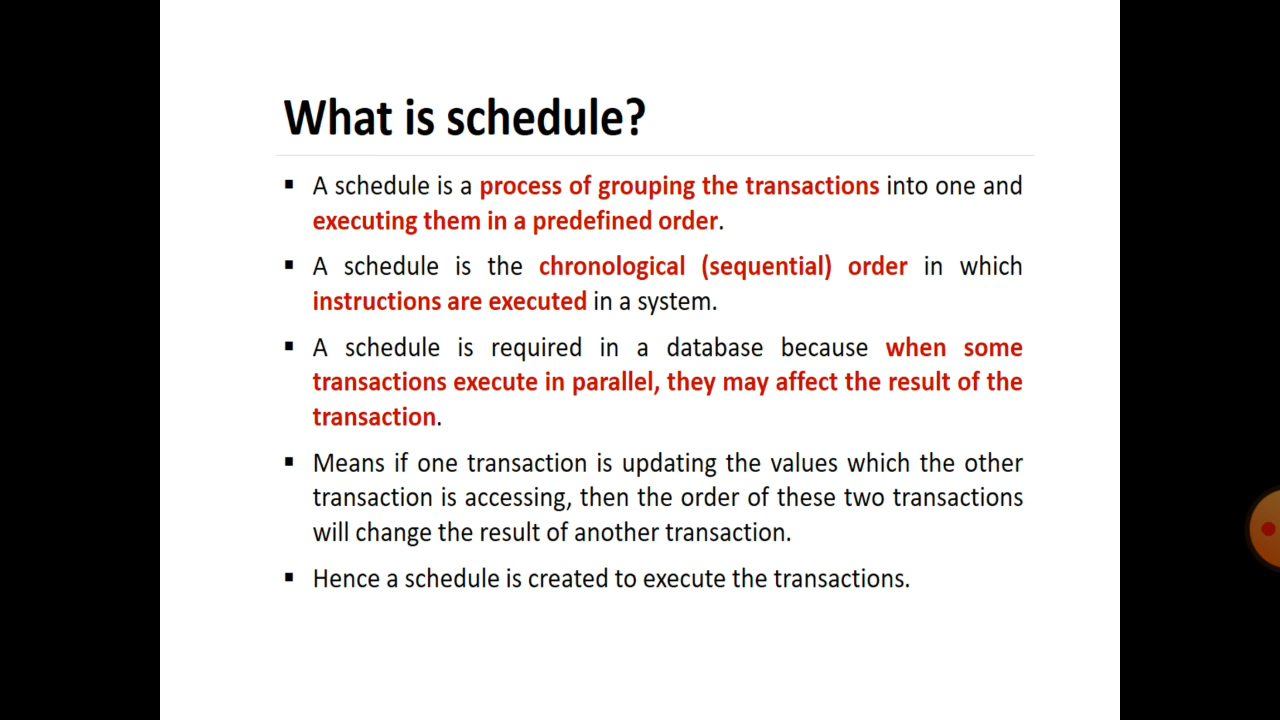 What is schedule?
▪ A schedule is a process of grouping the transactions into one and
executing them in a predefined order.
▪ A schedule is the chronological (sequential) order in which
instructions are executed in a system.
▪ A schedule is required in a database because when some
transactions execute in parallel, they may affect the result of the
transaction.
▪ Means if one transaction is updating the values which the other
transaction is accessing, then the order of these two transactions
will change the result of another transaction.
▪ Hence a schedule is created to execute the transactions.